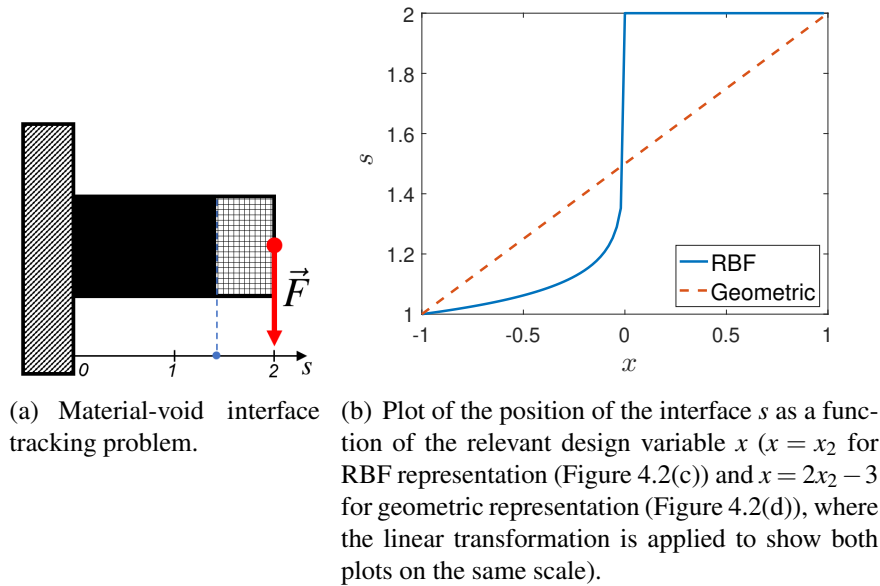 F
0 1 2 s
2
1.8
1.6
1.4
1.2
1
s
RBF
Geometric
-1 -0.5 0 0.5 1
x
(a) Material-void interface
tracking problem.
(b) Plot of the position of the interface s as a func-
tion of the relevant design variable x (x = x₂ for
RBF representation (Figure 4.2(c)) and x = 2x₂ − 3
for geometric representation (Figure 4.2(d)), where
the linear transformation is applied to show both
plots on the same scale).